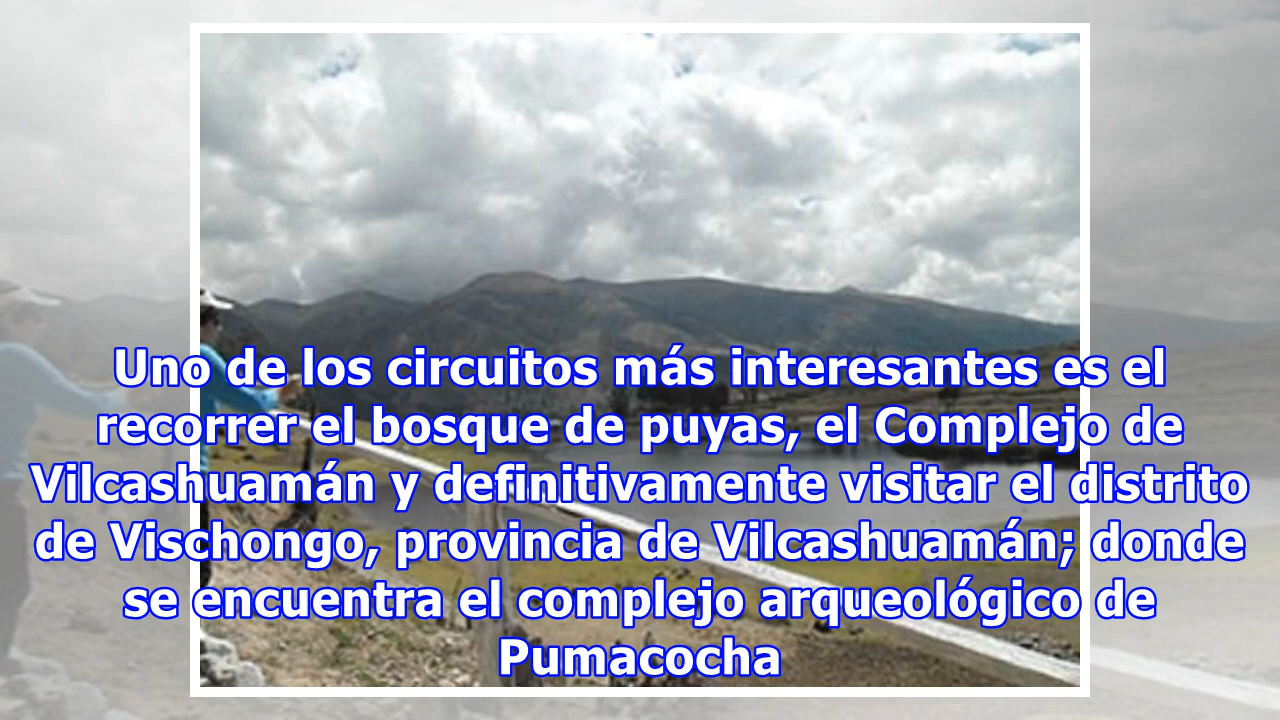 Uno de los circuitos más interesantes es el
recorrer el bosque de puyas, el Complejo de
Vilcashuamán y definitivamente visitar el distrito
de Vischongo, provincia de Vilcashuamán; donde
se encuentra el complejo arqueológico de
Pumacocha